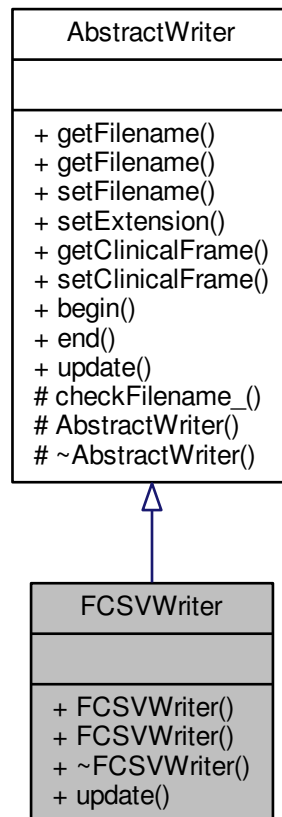 AbstractWriter
+ getFilename()
+ getFilename()
+ setFilename()
+ setExtension()
+ getClinicalFrame()
+ setClinicalFrame()
+ begin()
+ end()
+ update()
# checkFilename_()
# AbstractWriter()
# ~AbstractWriter()
FCSVWriter
+ FCSVWriter()
+ FCSVWriter()
+ ~FCSVWriter()
+ update()